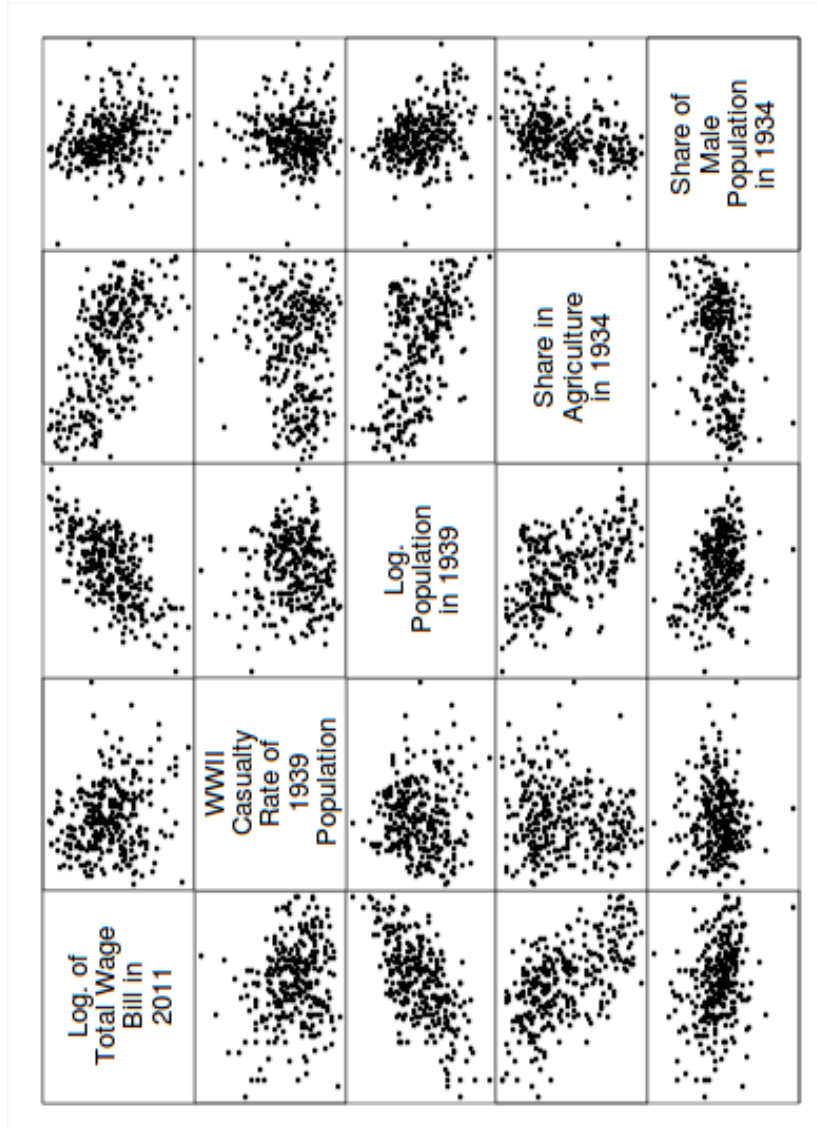 Log. of
Total Wage
Bill in
2011
WWII
Casualty
Rate of
1939
Population
Log.
Population
in 1939
Share in
Agriculture
in 1934
Share of
Male
Population
in 1934